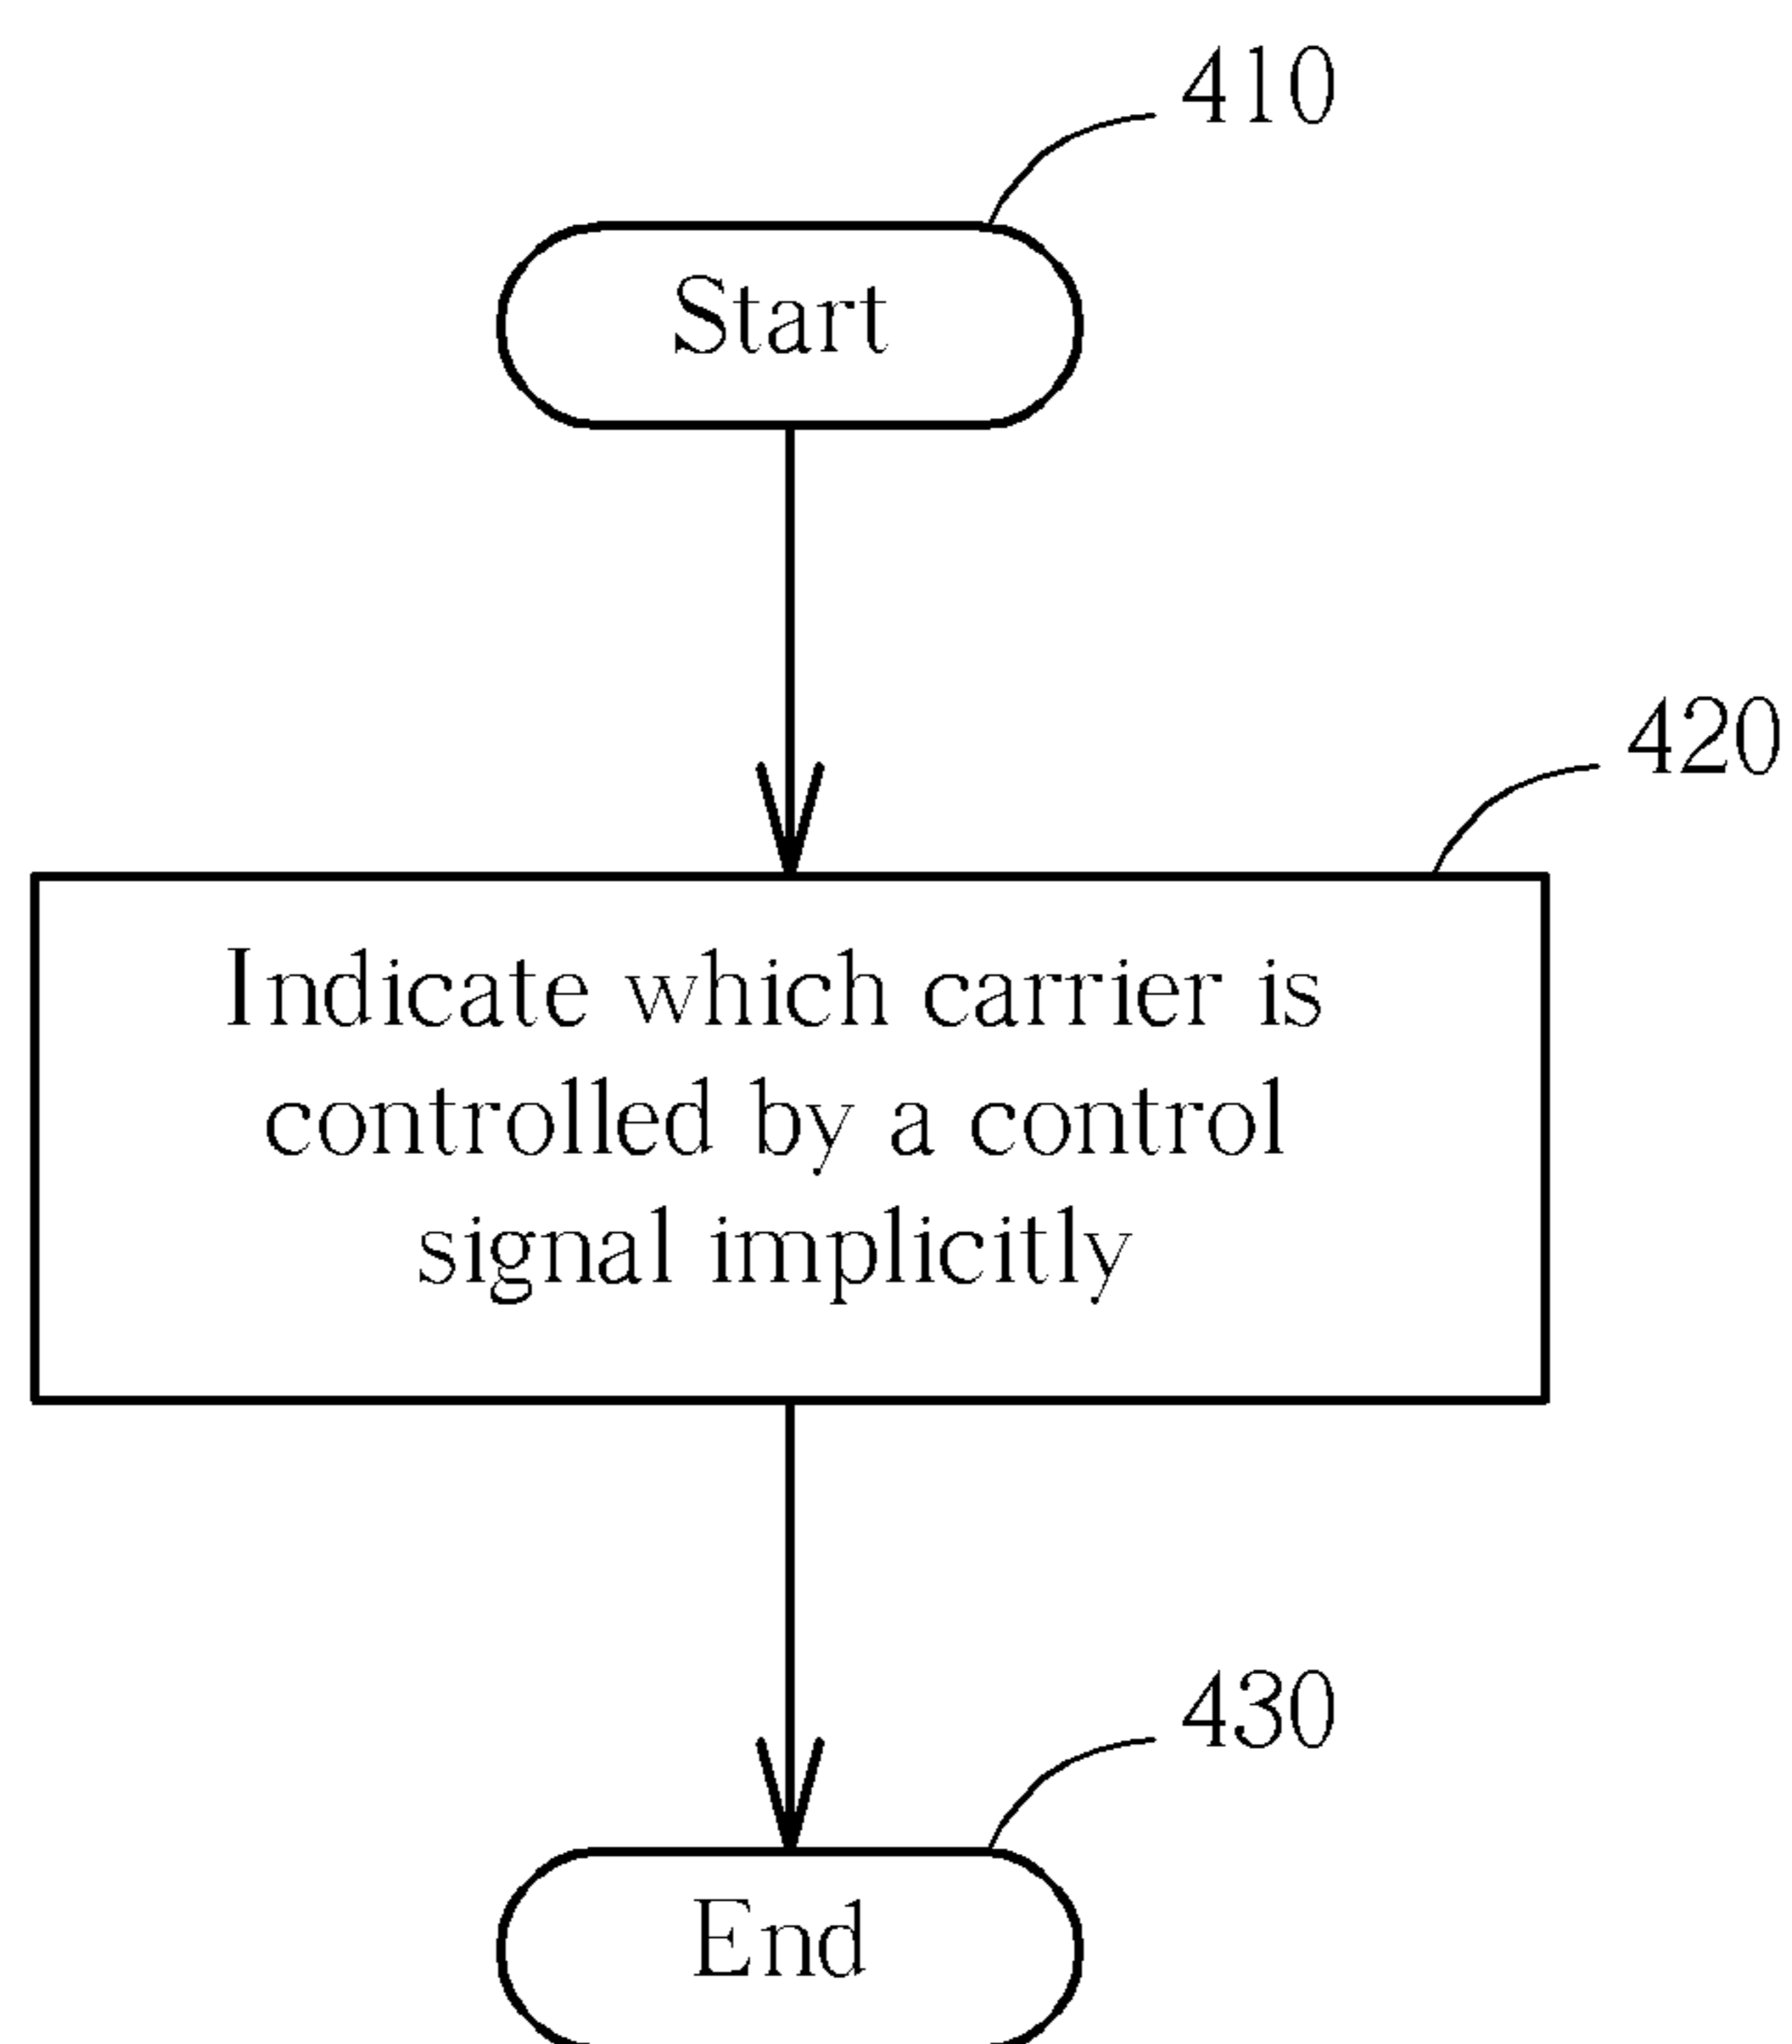 410
Start
420
Indicate which carrier is
controlled by a control
signal implicitly
430
End